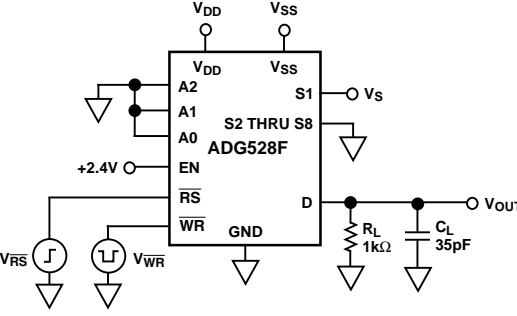 VDD VSS
VDD VSS
A2
S1 VS
A1
S2 THRU S8
A0
ADG528F
+2.4V EN
RS
D VOUT
WR
GND
RL
1kΩ
CL
35pF
VRS VWR